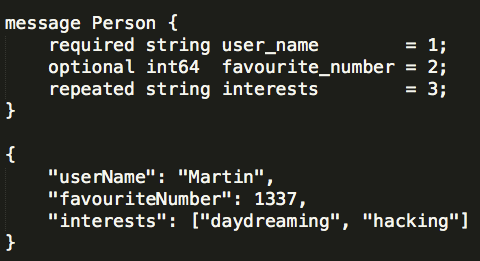 message Person {
    required string user_name        = 1;
    optional int64  favourite_number = 2;
    repeated string interests        = 3;
}

{
    "userName": "Martin",
    "favouriteNumber": 1337,
    "interests": ["daydreaming", "hacking"]
}